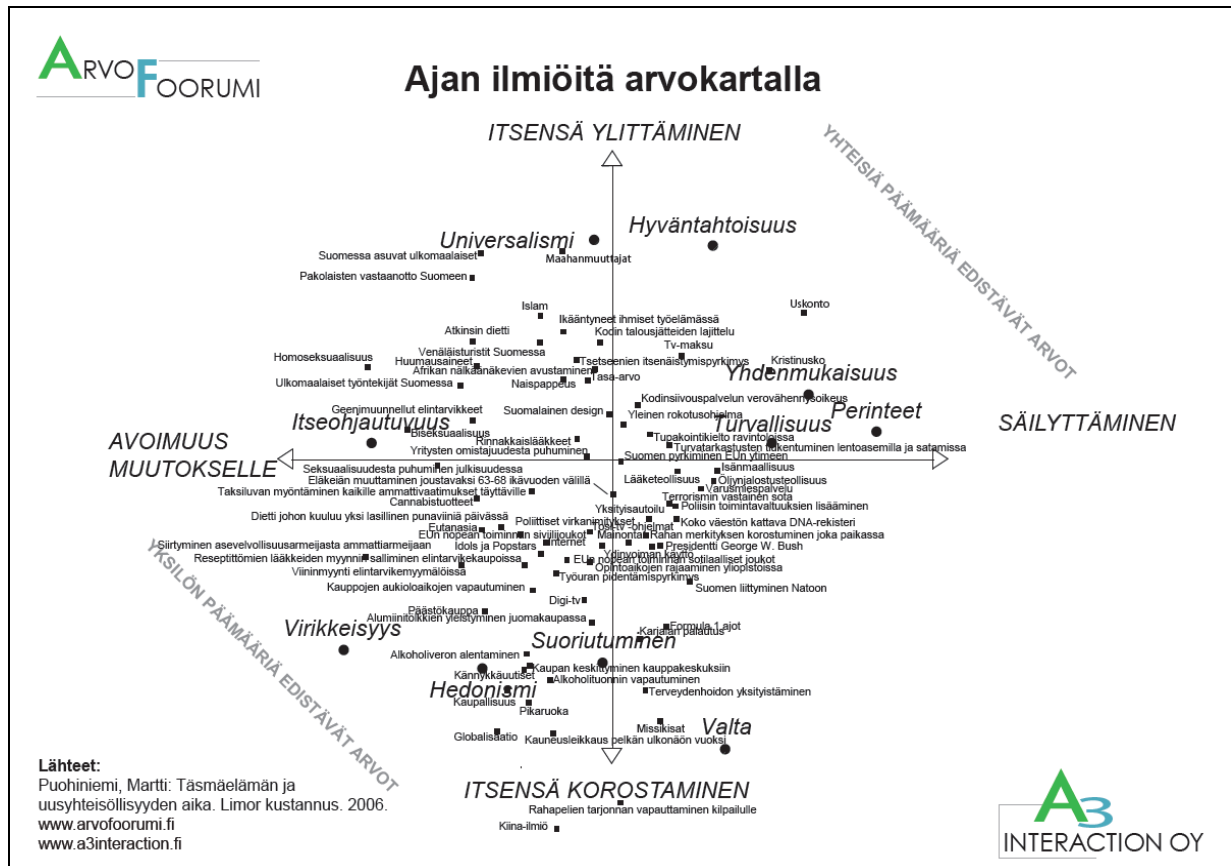 ARVO FOORUMI
Ajan ilmiöitä arvokartalla
ITSENSÄ YLITTÄMINEN
YHTEISIÄ PÄÄMÄÄRIÄ EDISTÄVÄT ARVOT
Universalismi
Hyväntahtoisuus
Suomessa asuvat ulkomaalaiset
Maahanmuuttajat
Pakolaisten vastaanotto Suomeen
Islam
Uskonto
Ikääntyneet ihmiset työelämässä
Atkinsin dietti
Kodin talousjätteiden lajittelu
Tv-maksu
Venäläisturistit Suomessa
Homoseksuaalisuus
Huumausaineet
Tsetseenien itsenäistymispyrkimys
Kristinusko
Afrikan nälkäänäkevien avustaminen
Tasa-arvo
Yhdenmukaisuus
Ulkomaalaiset työntekijät Suomessa
Naispappeus
Kodinsiivouspalvelun verovähennysoikeus
Geenimuunnellut elintarvikkeet
Suomalainen design
Yleinen rokotusohjelma
Perinteet
Itseohjautuvuus
Turvallisuus
SÄILYTTÄMINEN
Biseksuaalisuus
Rinnakkaislääkkeet
Tupakointikielto ravintoloissa
AVOIMUUS
MUUTOKSELLE
Yritysten omistajuudesta puhuminen
Turvatarkastusten tiukentuminen lentoasemilla ja satamissa
Suomen pyrkiminen EUn ytimeen
Seksuaalisuudesta puhuminen julkisuudessa
Isänmaallisuus
Eläkeiän muuttaminen joustavaksi 63-68 ikävuoden välillä
Lääketeollisuus
Öljynjalostusteollisuus
Taksiluvan myöntäminen kaikille ammattivaatimukset täyttäville
Varusmiespalvelu
Cannabistuotteet
Terrorismin vastainen sota
Yksityisautoilu
Poliisin toimintavaltuuksien lisääminen
Dietti johon kuuluu yksi lasillinen punaviiniä päivässä
Poliittiset virkanimitykset
Koko väestön kattava DNA-rekisteri
Eutanasia
Tosi-tv -ohjelmat
EUn nopean toiminnan siviilijoukot
Mainonta
Rahan merkityksen korostuminen joka paikassa
Siirtyminen asevelvollisuusarmeijasta ammattiarmeijaan
Internet
Idols ja Popstars
Presidentti George W. Bush
Ydinvoiman käyttö
Reseptittömien lääkkeiden myynnin salliminen elintarvikekaupoissa
EUn nopean toiminnan sotilaalliset joukot
Opintoaikojen rajaaminen yliopistoissa
Viininmyynti elintarvikemyymälöissä
Työuran pidentämispyrkimys
Suomen liittyminen Natoon
Kauppojen aukioloaikojen vapautuminen
Digi-tv
YKSILÖN PÄÄMÄÄRIÄ EDISTÄVÄT ARVOT
Päästökauppa
Alumiinitölkkien yleistyminen juomakaupassa
Virikkeisyys
Formula 1 ajot
Karjalan palautus
Suoriutuminen
Alkoholiveron alentaminen
Kaupan keskittyminen kauppakeskuksiin
Kännykkäuutiset
Alkoholituonnin vapautuminen
Hedonismi
Terveydenhoidon yksityistäminen
Kaupallisuus
Pikaruoka
Missikisat
Valta
Globalisaatio
Kauneusleikkaus pelkän ulkonäön vuoksi
ITSENSÄ KOROSTAMINEN
Rahapelien tarjonnan vapauttaminen kilpailulle
Kiina-ilmiö
Lähteet:
Puohiniemi, Martti: Täsmäelämän ja
uusyhteisöllisyyden aika. Limor kustannus. 2006.
www.arvofoorumi.fi
www.a3interaction.fi
A3
INTERACTION OY